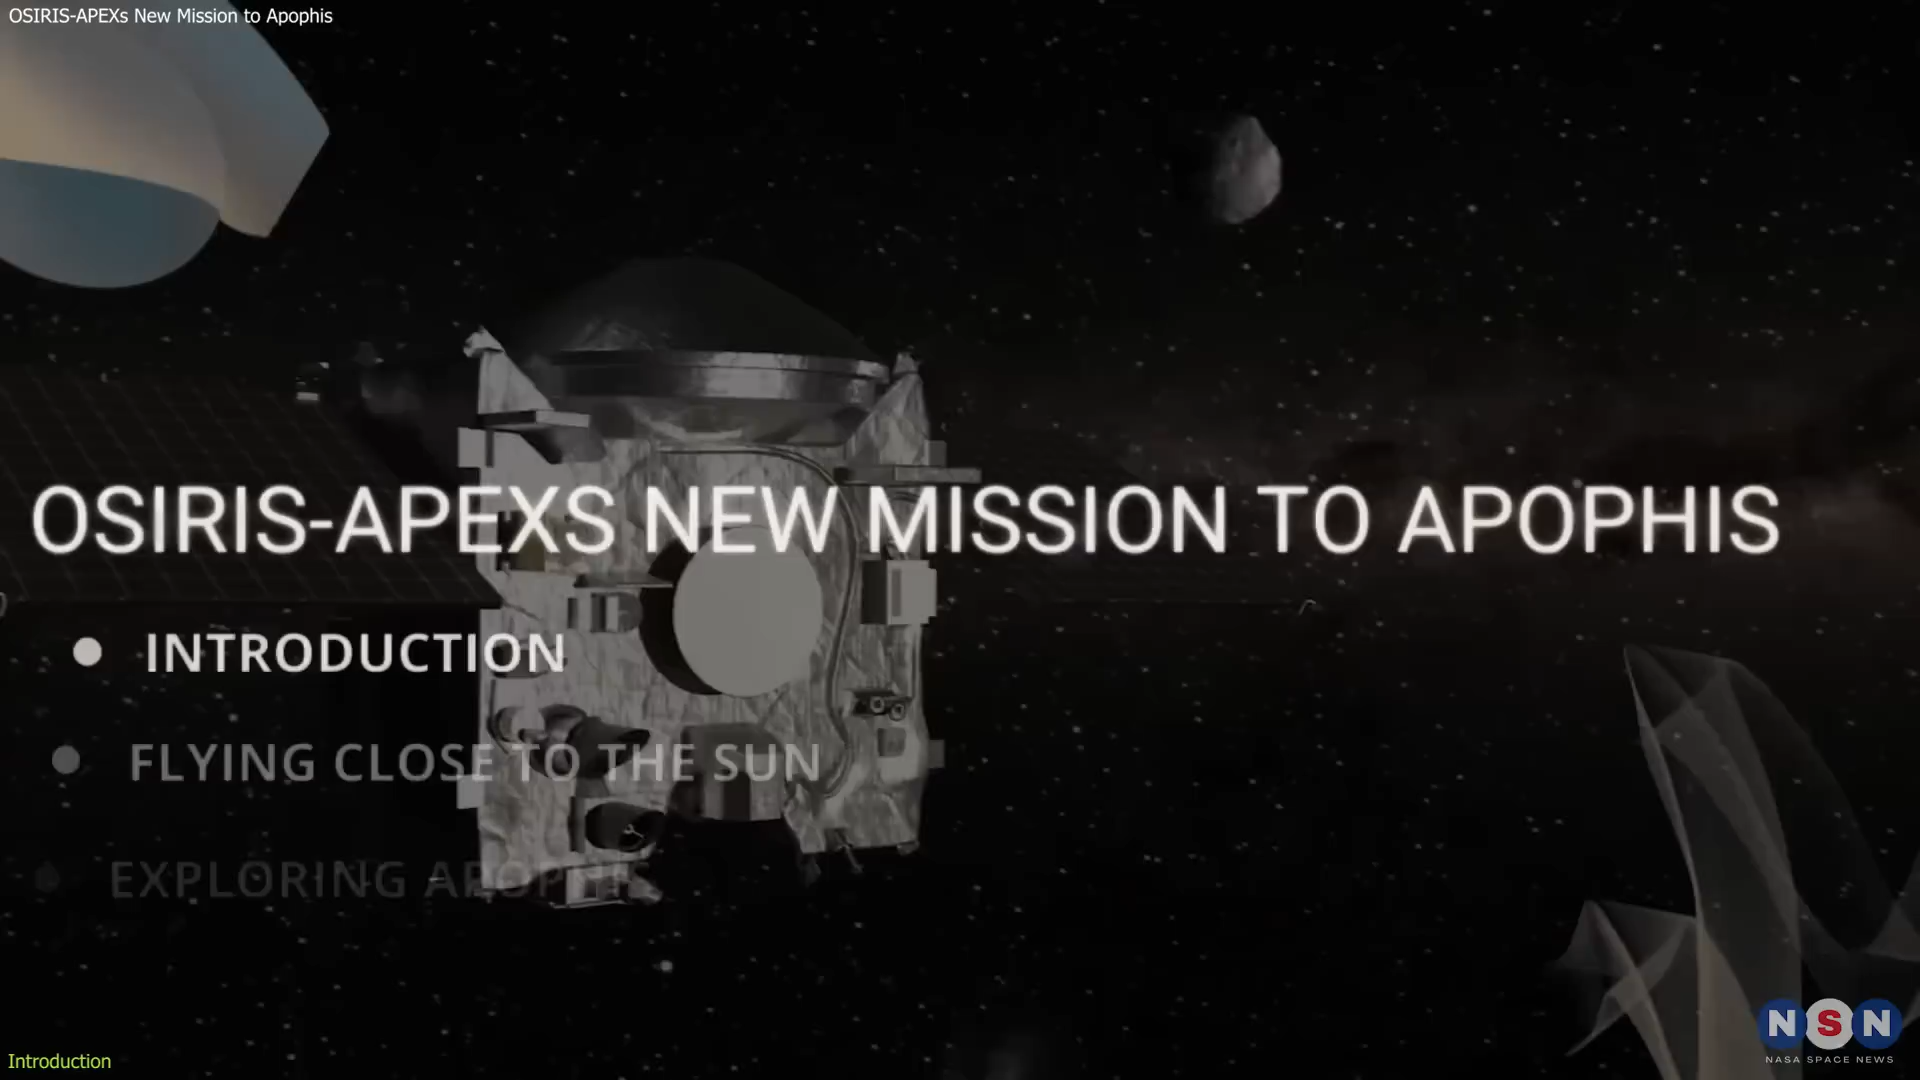 OSIRIS-APEXs New Mission to Apophis
OSIRIS-APEXS NEW MISSION TO APOPHIS
INTRODUCTION
FLYING CLOSE TO THE SUN
EXPLORING APOPHIS
Introduction
NSN
NASA SPACE NEWS